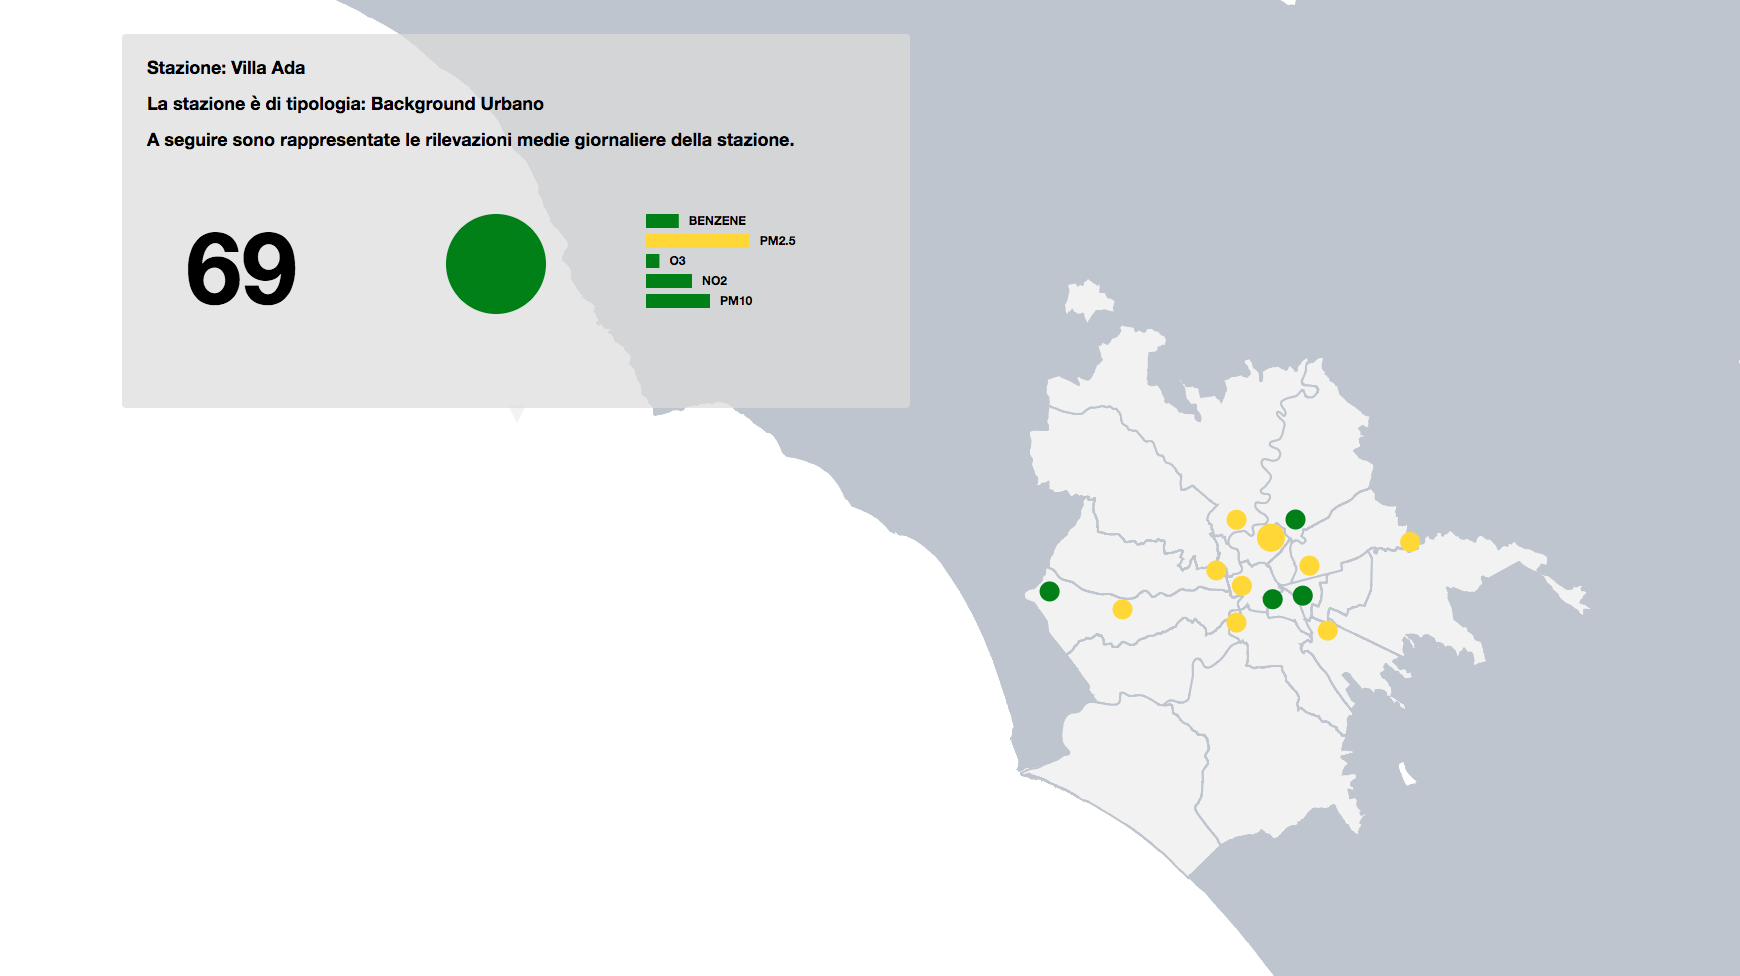 Stazione: Villa Ada
La stazione è di tipologia: Background Urbano
A seguire sono rappresentate le rilevazioni medie giornaliere della stazione.
69
BENZENE
PM2.5
O3
NO2
PM10